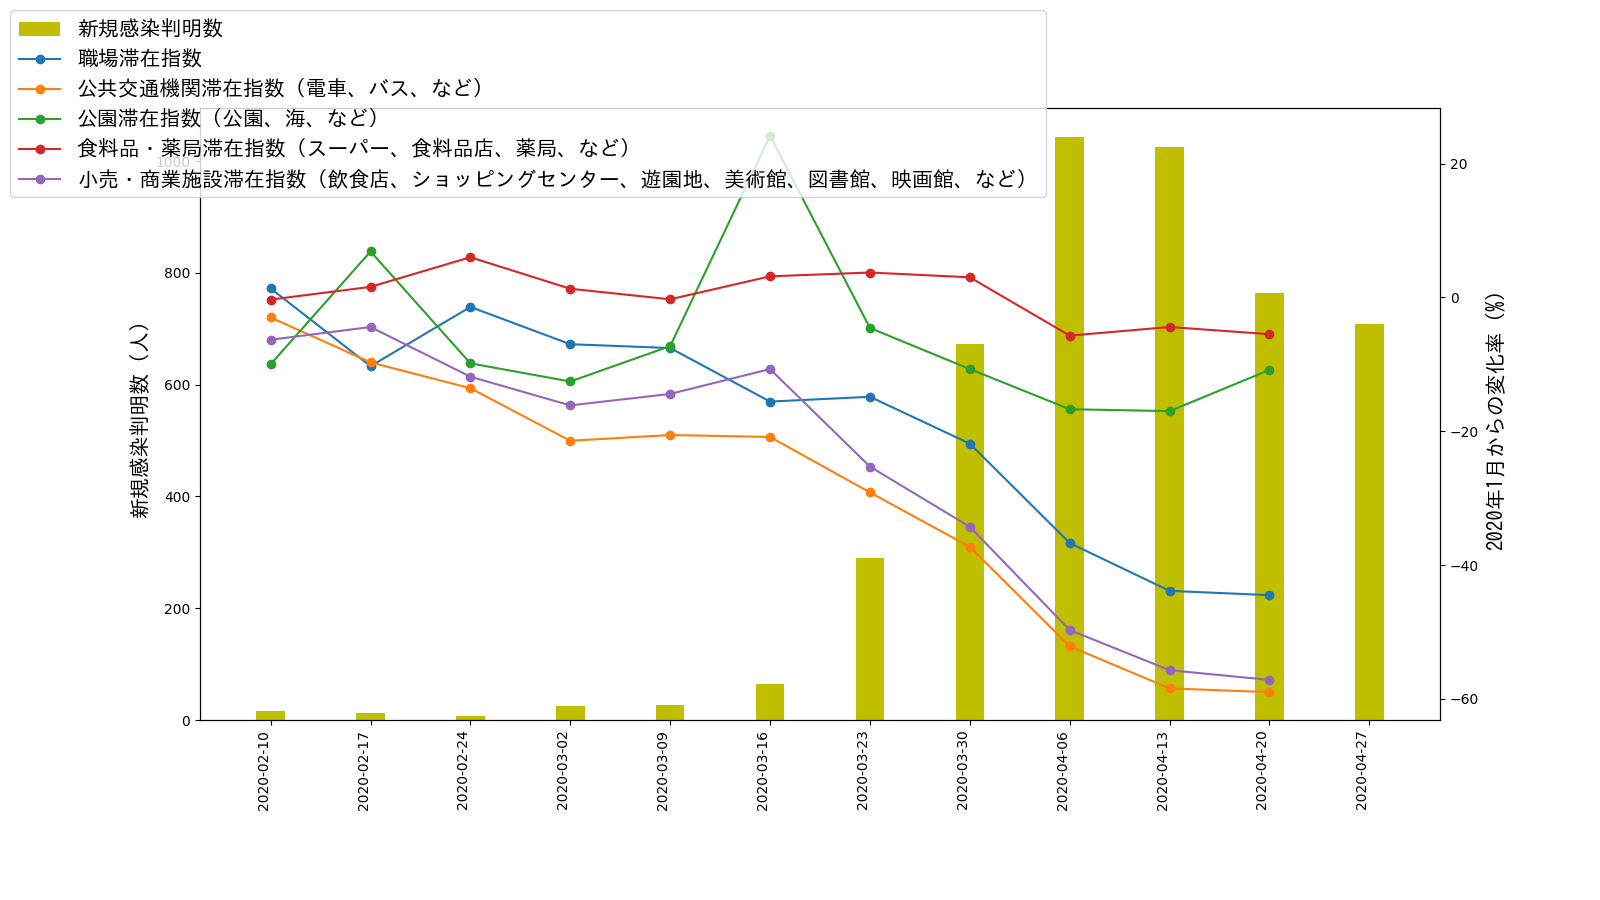 新規感染判明数
職場滞在指数
公共交通機関滞在指数（電車、バス、など）
公園滞在指数（公園、海、など）
食料品・薬局滞在指数（スーパー、食料品店、薬局、など）
小売・商業施設滞在指数（飲食店、ショッピングセンター、遊園地、美術館、図書館、映画館、など）
新規感染判明数（人）
1000
800
600
400
200
0
20
0
−20
−40
−60
2020年1月からの変化率（%）
2020-02-10
2020-02-17
2020-02-24
2020-03-02
2020-03-09
2020-03-16
2020-03-23
2020-03-30
2020-04-06
2020-04-13
2020-04-20
2020-04-27